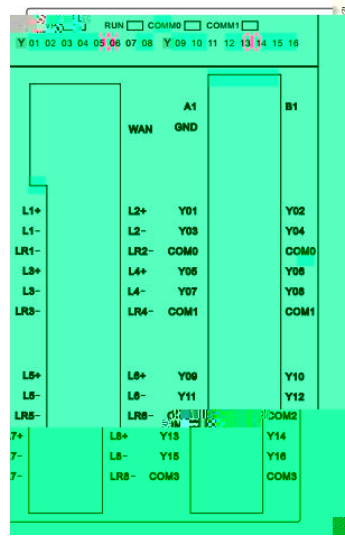 RUN COMM0 COMM1
Y 01 02 03 04 05 06 07 08 Y 09 10 11 12 13 14 15 16
A1 B1
WAN GND
L1+ L2+ Y01 Y02
L1- L2- Y03 Y04
LR1- LR2- COM0 COM0
L3+ L4+ Y05 Y06
L3- L4- Y07 Y08
LR3- LR4- COM1 COM1
L5+ L6+ Y09 Y10
L5- L6- Y11 Y12
LR5- LR6- COM2
7+ L8+ Y13 Y14
7- L8- Y15 Y16
7- LR8- COM3 COM3